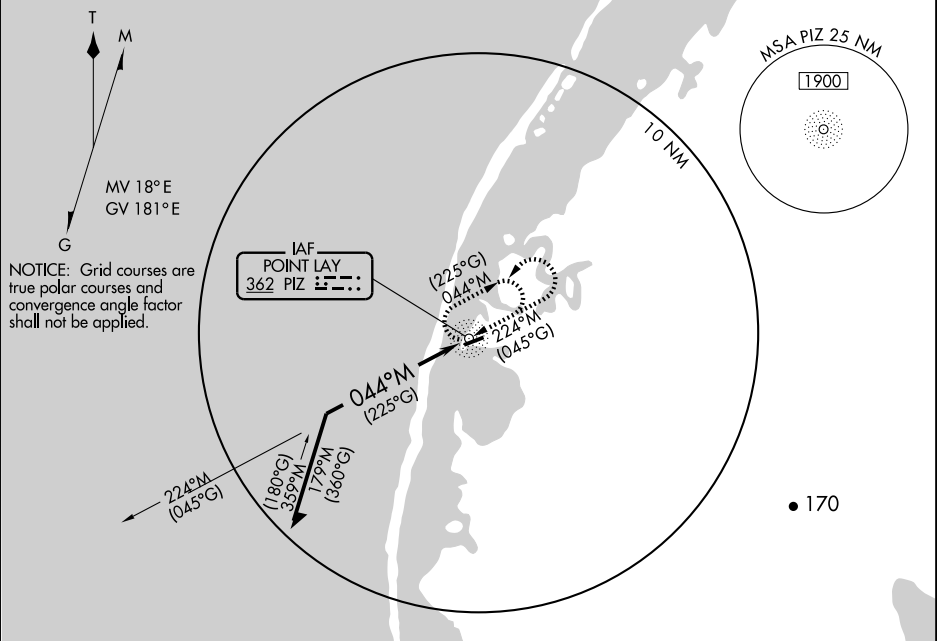 T
M
MV 18°E
GV 181°E
G
NOTICE: Grid courses are
true polar courses and
convergence angle factor
shall not be applied.
MSA PIZ 25 NM
1900
10 NM
IAF
POINT LAY
362 PIZ
(225°G)
044°M
224°M
(045°G)
044°M
(225°G)
(180°G)
359°M
179°M
(360°G)
224°M
(045°G)
170